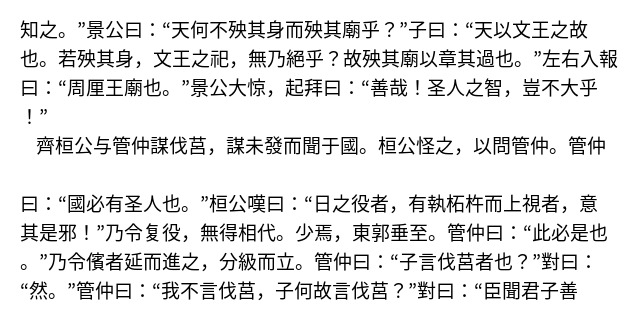 知之。”景公曰：“天何不殃其身而殃其廟乎？”子曰：“天以文王之故
也。若殃其身，文王之祀，無乃絕乎？故殃其廟以章其過也。”左右入報
曰：“周厘王廟也。”景公大惊，起拜曰：“善哉！圣人之智，豈不大乎
！”
齊桓公与管仲謀伐莒，謀未發而聞于國。桓公怪之，以問管仲。管仲
曰：“國必有圣人也。”桓公嘆曰：“日之役者，有執柘杵而上視者，意
其是邪！”乃令复役，無得相代。少焉，東郭垂至。管仲曰：“此必是也
。”乃令儐者延而進之，分級而立。管仲曰：“子言伐莒者也？”對曰：
“然。”管仲曰：“我不言伐莒，子何故言伐莒？”對曰：“臣聞君子善